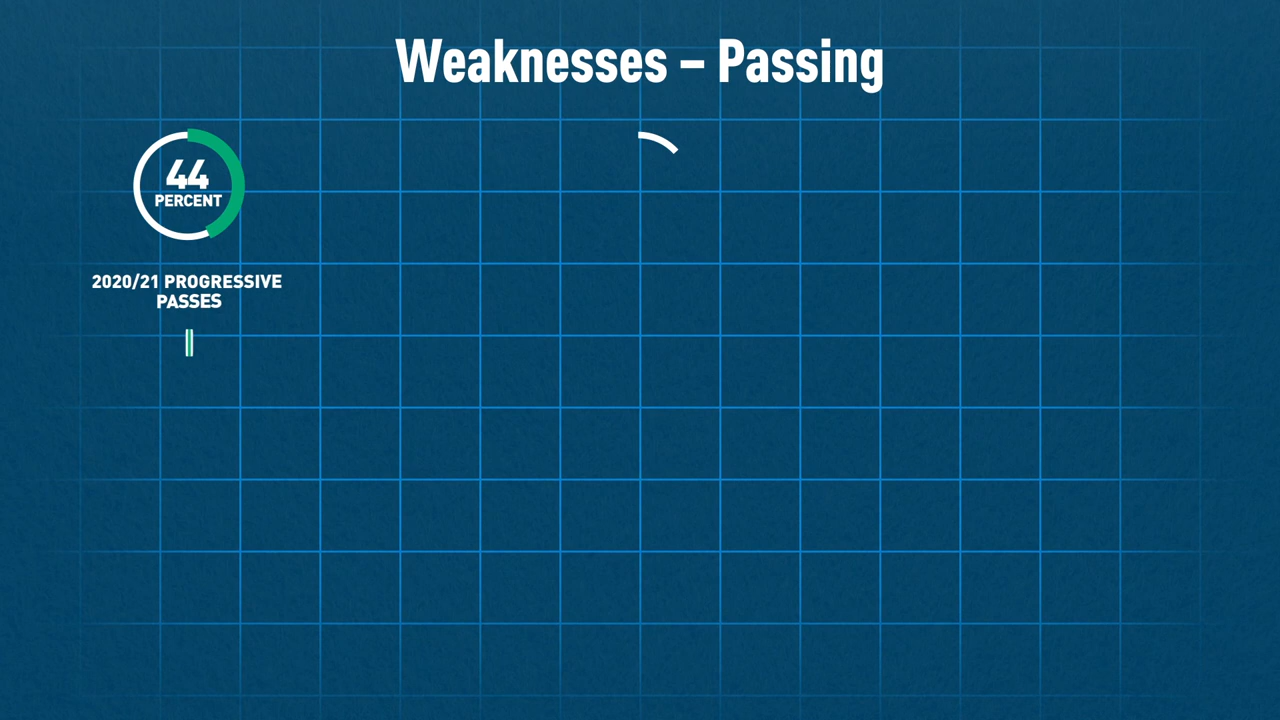 Weaknesses – Passing
44
PERCENT
2020/21 PROGRESSIVE
PASSES